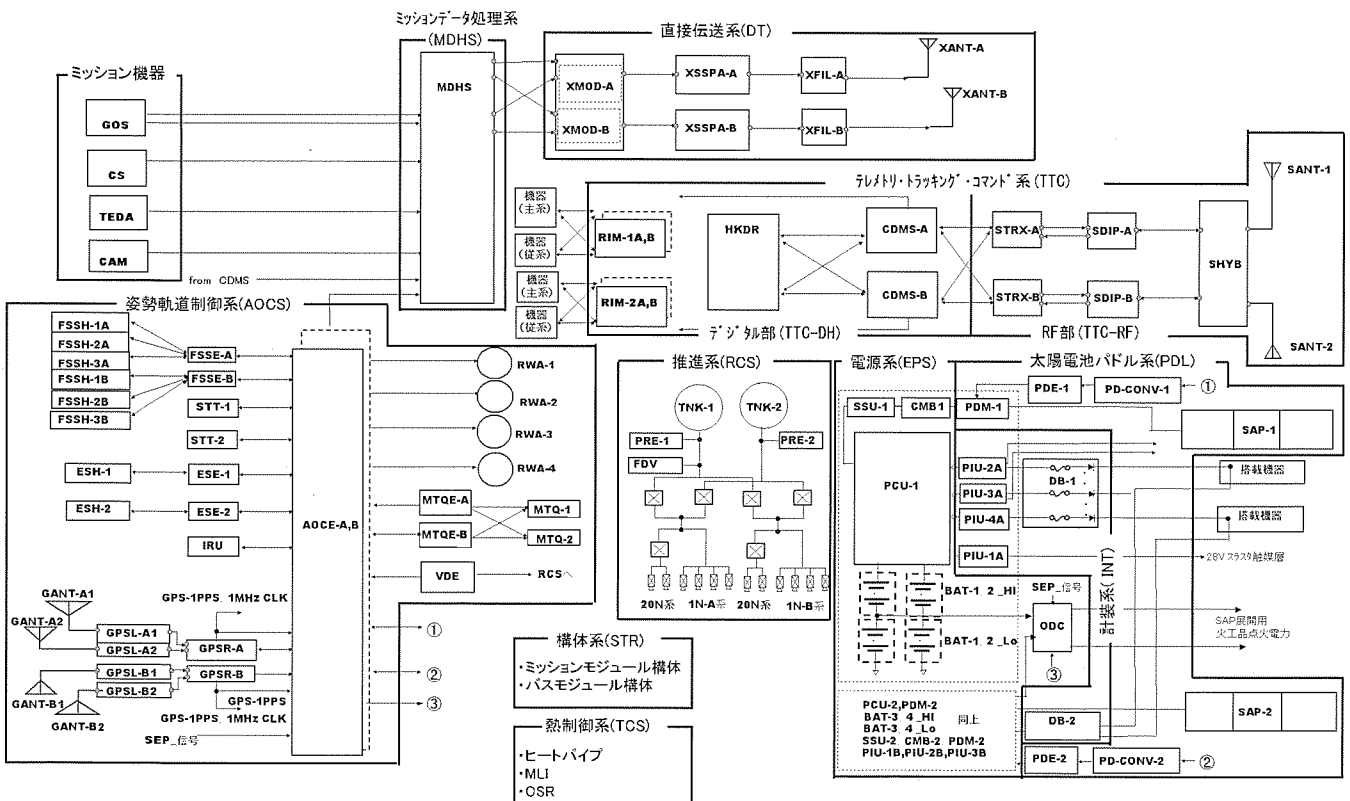 ミッションデータ処理系
(MDHS)
MDHS
直接伝送系(DT)
XMOD-A
XMOD-B
XSSPA-A
XSSPA-B
XFIL-A
XFIL-B
XANT-A
XANT-B
ミッション機器
GOS
CS
TEDA
CAM
from CDMS
テレメトリ・トラッキング・コマンド系(TTC)
機器
(主系)
機器
(従系)
機器
(主系)
機器
(従系)
RIM-1A,B
RIM-2A,B
HKDR
CDMS-A
CDMS-B
デジタル部(TTC-DH)
STRX-A
STRX-B
SDIP-A
SDIP-B
SHYB
SANT-1
SANT-2
RF部(TTC-RF)
姿勢軌道制御系(AOCS)
FSSH-1A
FSSH-2A
FSSH-3A
FSSH-1B
FSSH-2B
FSSH-3B
FSSE-A
FSSE-B
STT-1
STT-2
ESH-1
ESE-1
ESH-2
ESE-2
IRU
GPS-1PPS, 1MHz CLK
GANT-A1
GANT-A2
GPSL-A1
GPSL-A2
GPSR-A
GPSL-B1
GPSL-B2
GPSR-B
GANT-B1
GANT-B2
GPS-1PPS
GPS-1PPS, 1MHz CLK
SEP_信号
AOCE-A,B
RWA-1
RWA-2
RWA-3
RWA-4
MTQE-A
MTQE-B
MTQ-1
MTQ-2
VDE
RCSへ
①
②
③
推進系(RCS)
TNK-1
TNK-2
PRE-1
PRE-2
FDV
20N系
1N-A系
20N系
1N-B系
構体系(STR)
・ミッションモジュール構体
・バスモジュール構体
熱制御系(TCS)
・ヒートパイプ
・MLI
・OSR
電源系(EPS)
SSU-1
CMB1
PDM-1
PCU-1
PIU-2A
PIU-3A
PIU-4A
PIU-1A
BAT-1, 2 _HI
BAT-1, 2 _Lo
PCU-2,PDM-2
BAT-3_4 _HI
BAT-3_4 _Lo
同上
SSU-2, CMB-2, PDM-2
PIU-1B,PIU-2B,PIU-3B
太陽電池パドル系(PDL)
PDE-1
PD-CONV-1
①
SAP-1
DB-1
搭載機器
搭載機器
28V スラスタ触媒層
計装系(INT)
SEP_信号
ODC
③
SAP展開用
火工品点火電力
SAP-2
DB-2
PDE-2
PD-CONV-2
②